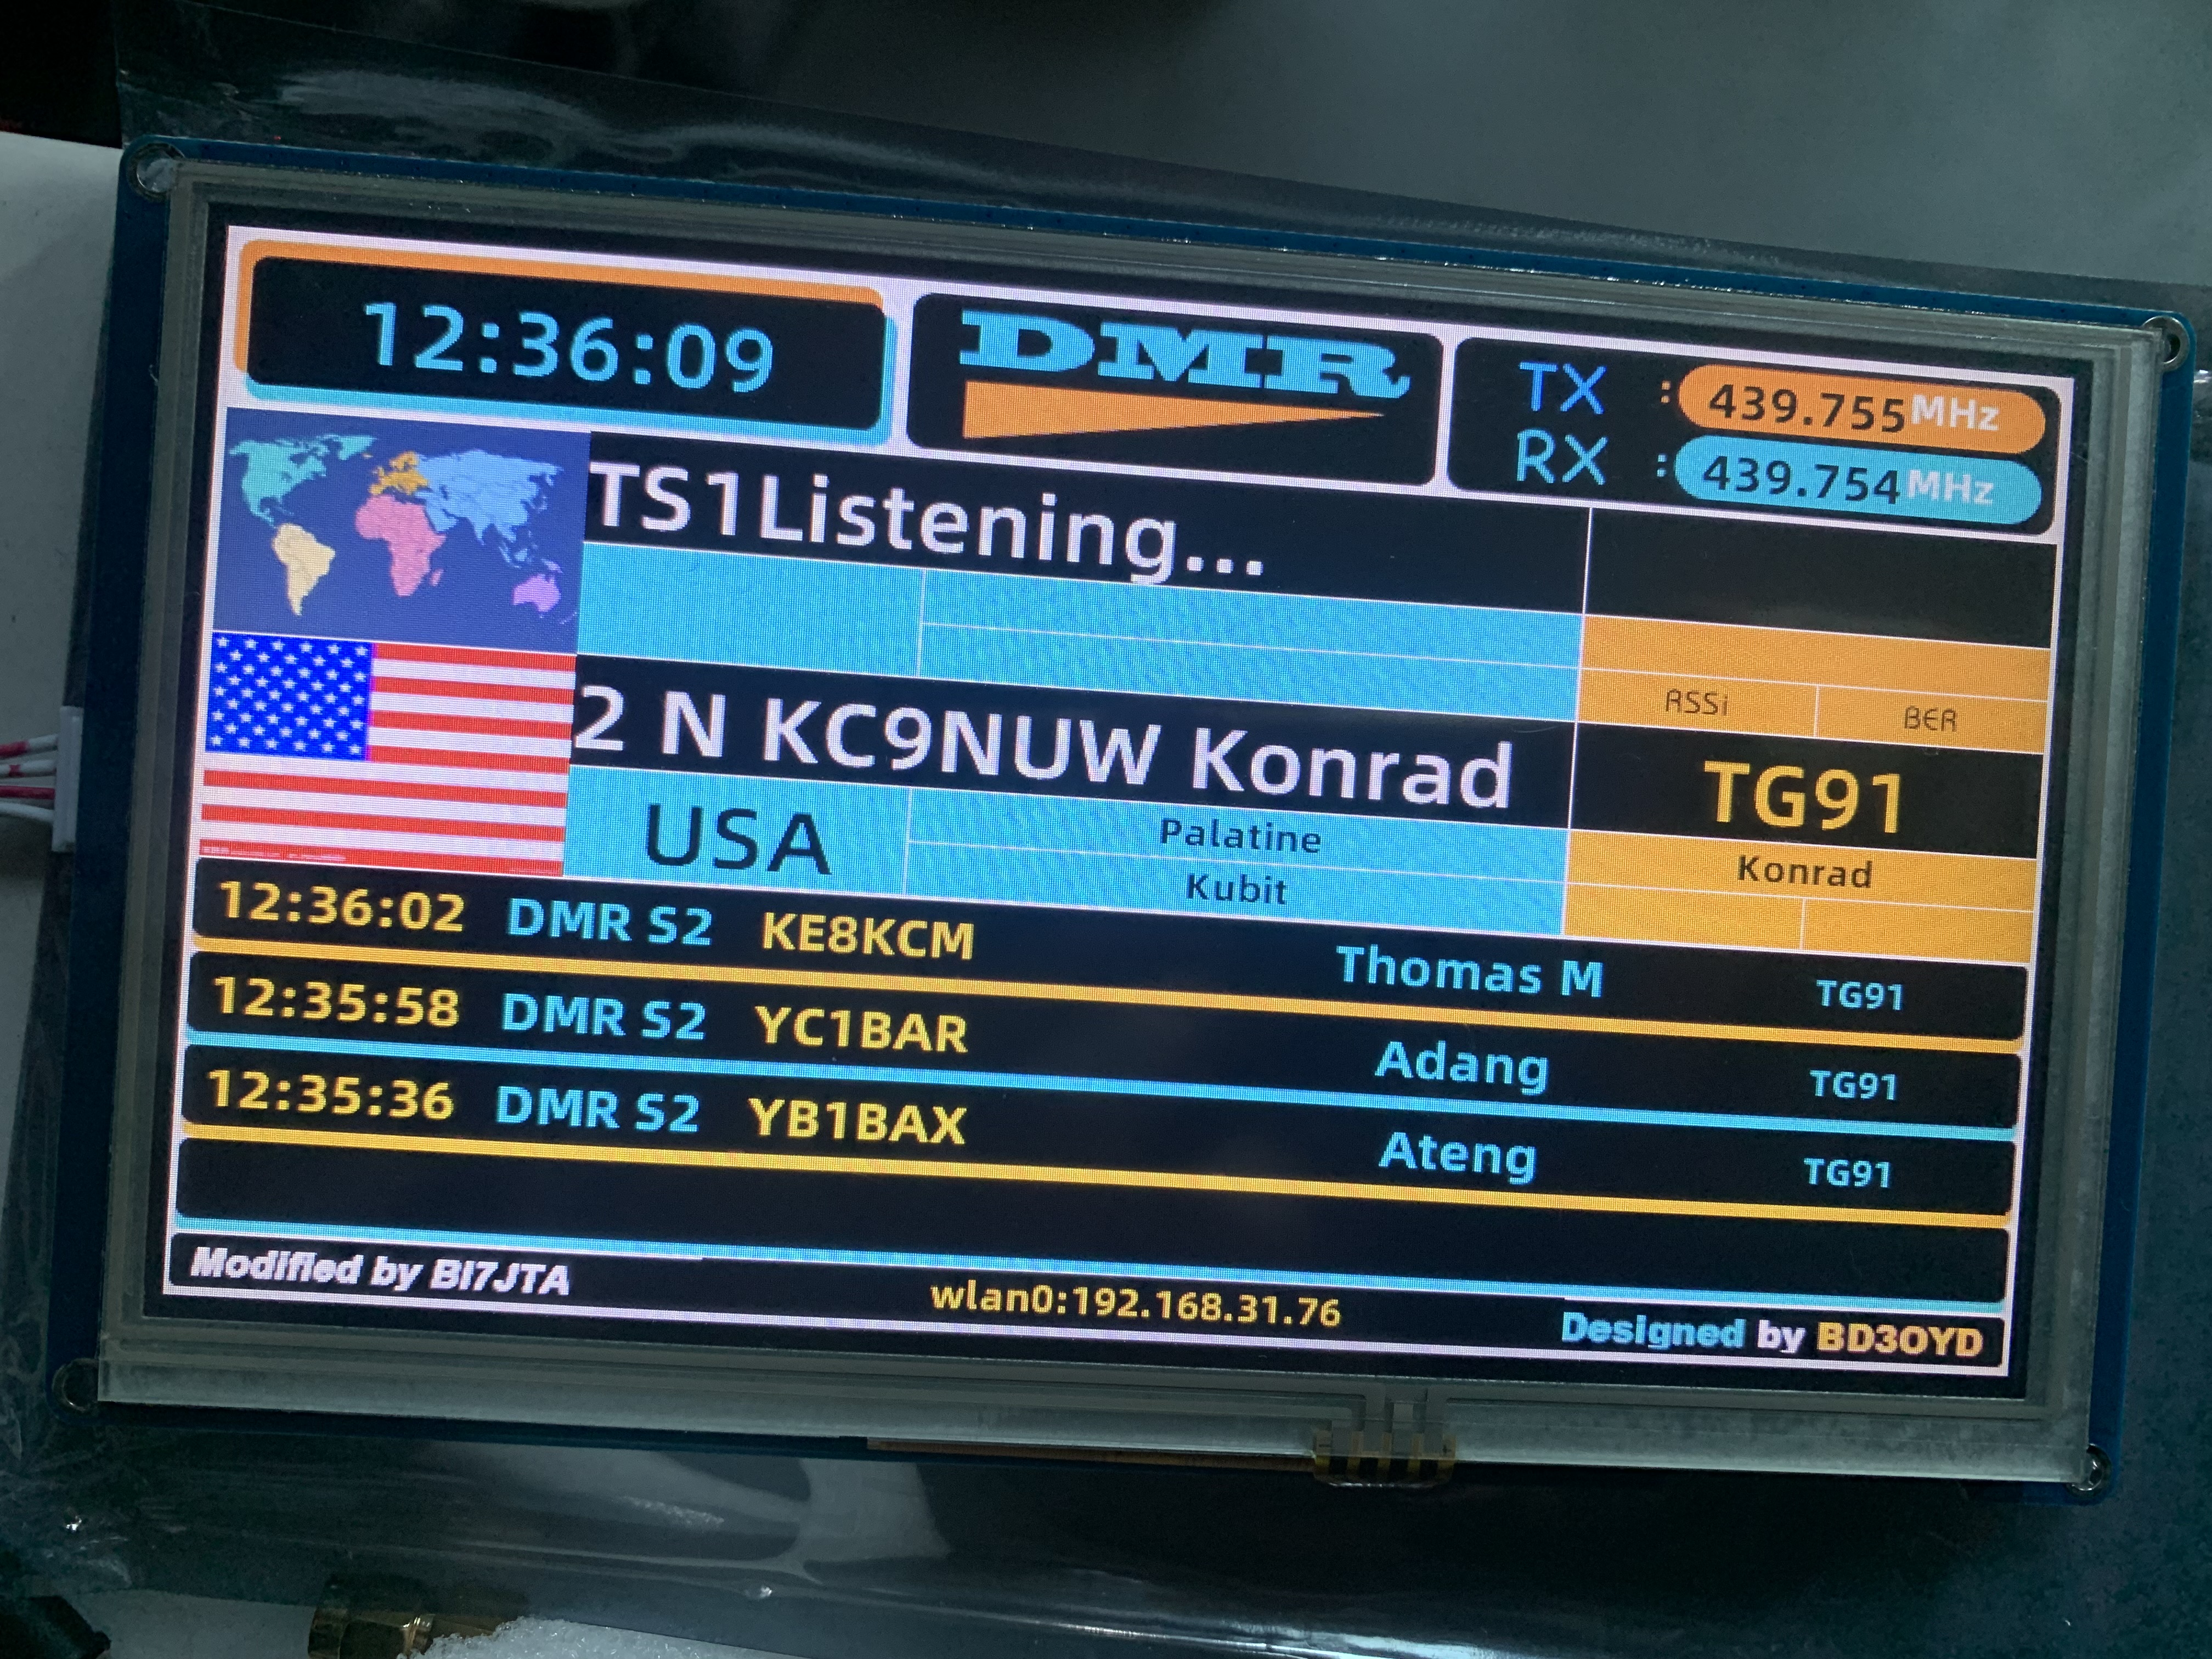 12:36:09
DMR
TX : 439.755MHz
RX : 439.754MHz
TS1Listening...
RSSi BER
2 N KC9NUW Konrad
TG91
USA
Palatine
Konrad
Kubit
12:36:02 DMR S2 KE8KCM Thomas M TG91
12:35:58 DMR S2 YC1BAR Adang TG91
12:35:36 DMR S2 YB1BAX Ateng TG91
Modified by BI7JTA
wlan0:192.168.31.76
Designed by BD3OYD